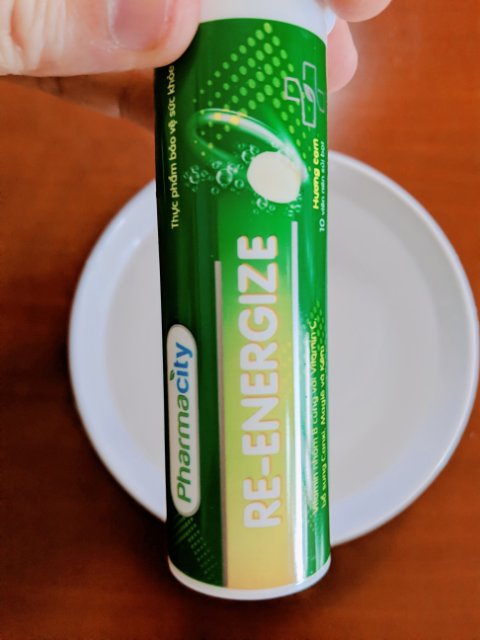 Thực phẩm bảo vệ sức khỏe
Pharmacity
RE-ENERGIZE
Hương cam
10 viên nén sủi bọt
Vitamin nhóm B cùng với Vitamin C,
bổ sung Canxi, Magiê và Kẽm